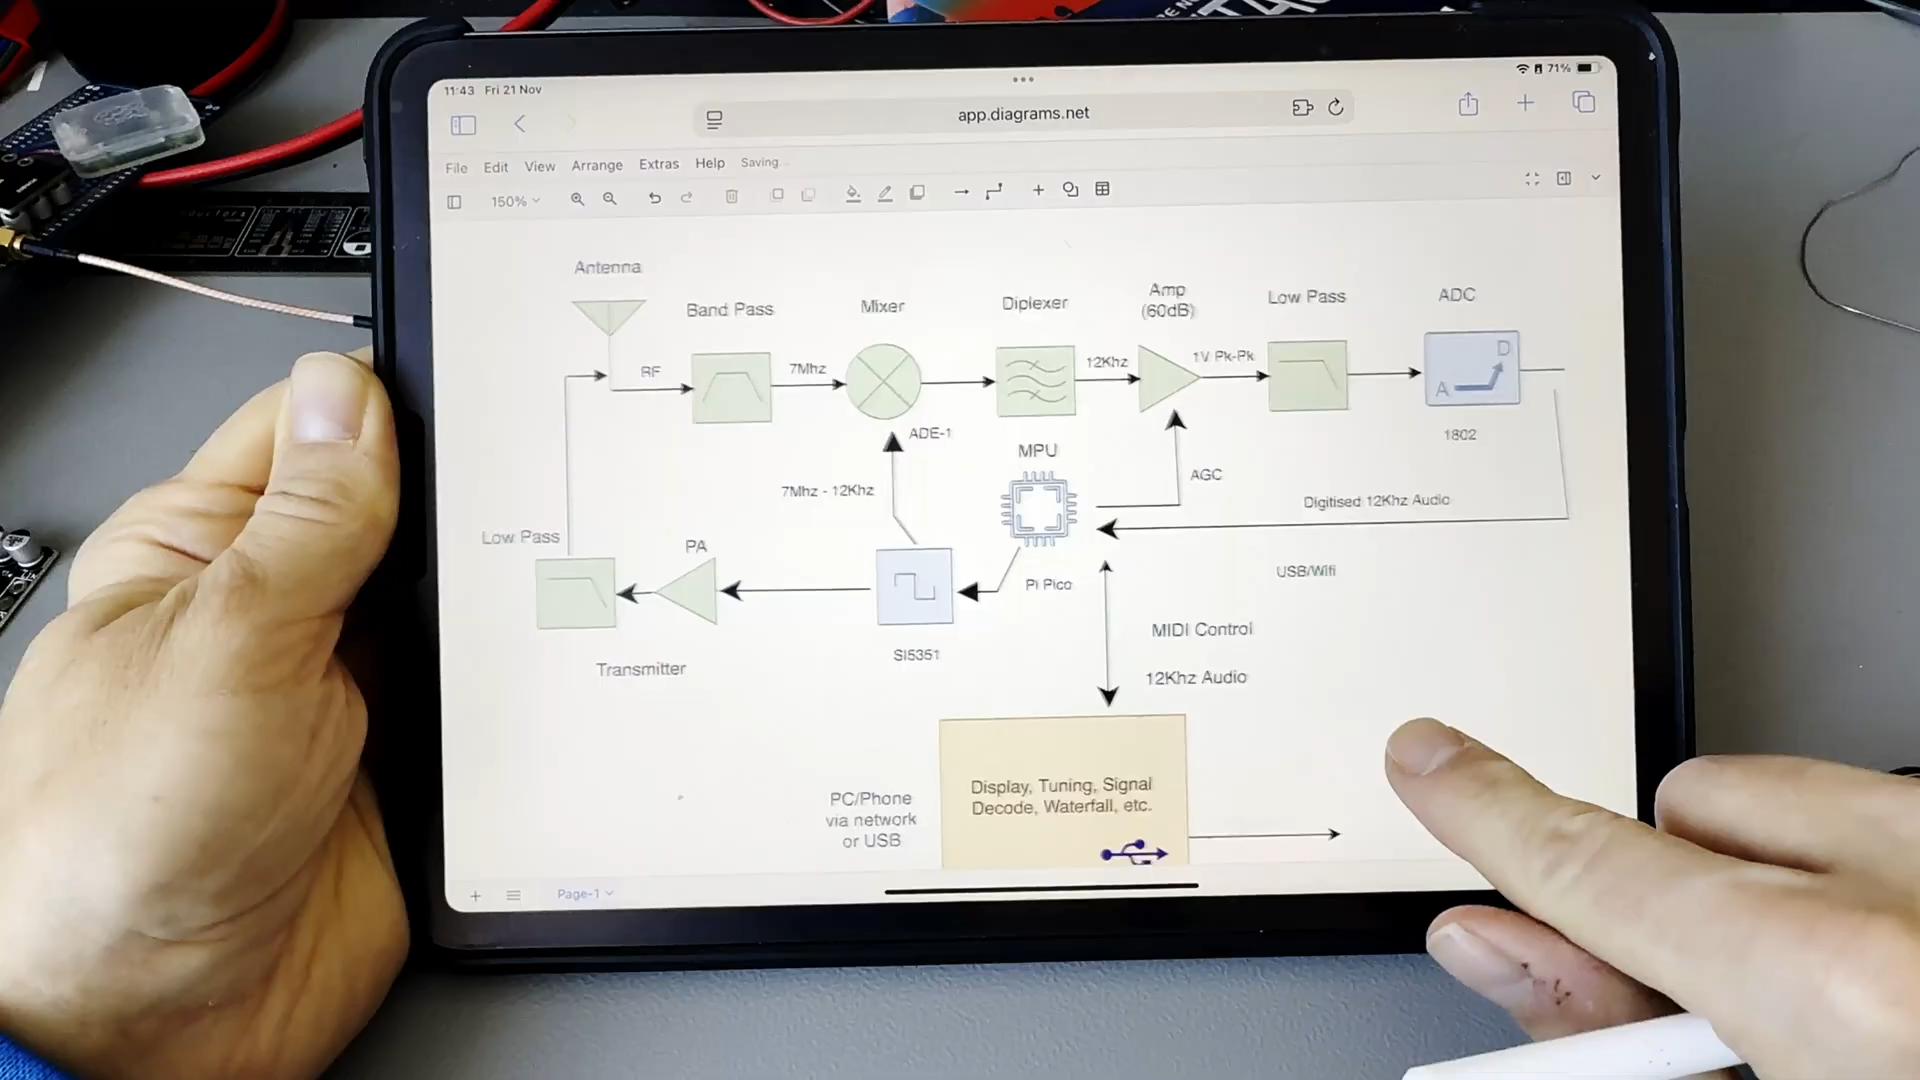 11:43 Fri 21 Nov
71%
app.diagrams.net
File Edit View Arrange Extras Help Saving...
150%
Antenna
Band Pass
Mixer
Diplexer
Amp
(60dB)
Low Pass
ADC
RF
7Mhz
12Khz
1V Pk-Pk
D
A
ADE-1
1802
MPU
7Mhz - 12Khz
AGC
Digitised 12Khz Audio
Low Pass
PA
Pi Pico
USB/Wifi
MIDI Control
SI5351
Transmitter
12Khz Audio
Display, Tuning, Signal
Decode, Waterfall, etc.
PC/Phone
via network
or USB
Page-1